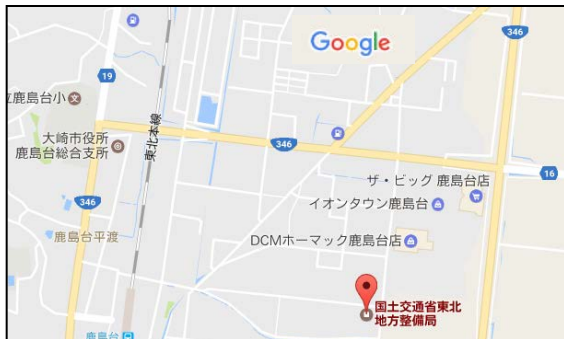 346
Google
19
立鹿島台小
大崎市役所
鹿島台総合支所
東北本線
346
16
ザ・ビッグ 鹿島台店
イオンタウン鹿島台
346
鹿島台平渡
DCMホーマック鹿島台店
国土交通省東北
地方整備局
鹿島台